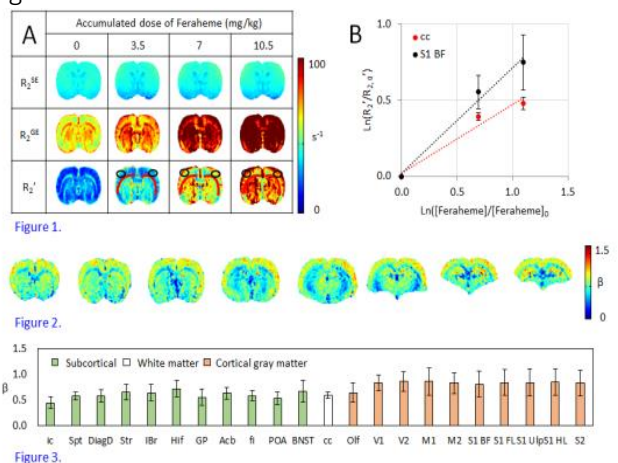 A
Accumulated dose of Feraheme (mg/kg)
0 3.5 7 10.5
R₂ˢᴱ
R₂ᴳᴱ
R₂'
100
s⁻¹
0
Figure 1.
B
cc
S1 BF
Ln(R₂'/R₂,₀')
1.0
0.5
0.0
0.0 0.5 1.0 1.5
Ln([Feraheme]/[Feraheme]₀
1.5
β
0
Figure 2.
Subcortical White matter Cortical gray matter
β
1.5
1.0
0.5
0.0
ic Spt DiagD Str IBr Hif GP Acb fi POA BNST cc Olf V1 V2 M1 M2 S1 BF S1 FL S1 Ulp S1 HL S2
Figure 3.